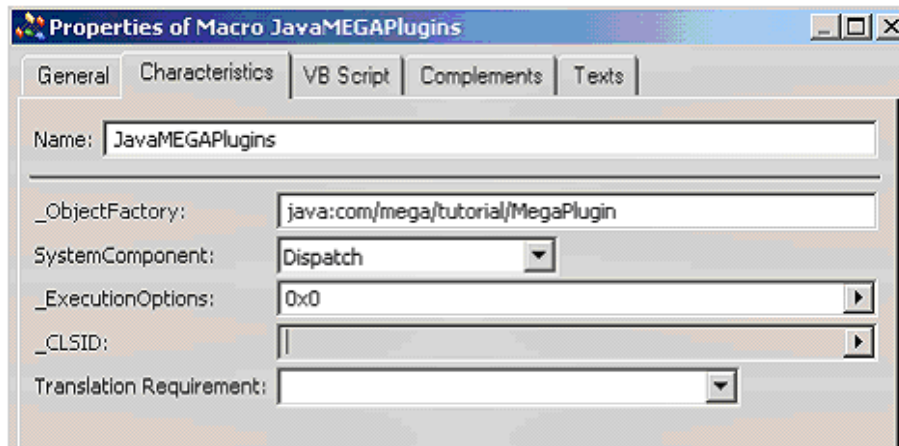 Properties of Macro JavaMEGAPlugins
General Characteristics VB Script Complements Texts
Name: JavaMEGAPlugins
_ObjectFactory: java:com/mega/tutorial/MegaPlugin
SystemComponent: Dispatch
_ExecutionOptions: 0x0
_CLSID:
Translation Requirement: